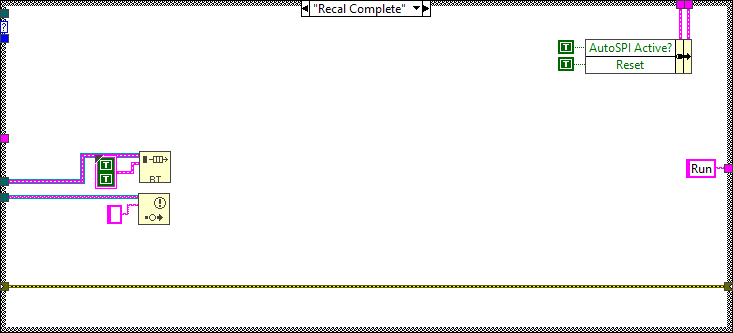 "Recal Complete"
?
T AutoSPI Active?
T Reset
T
T
RT
Run